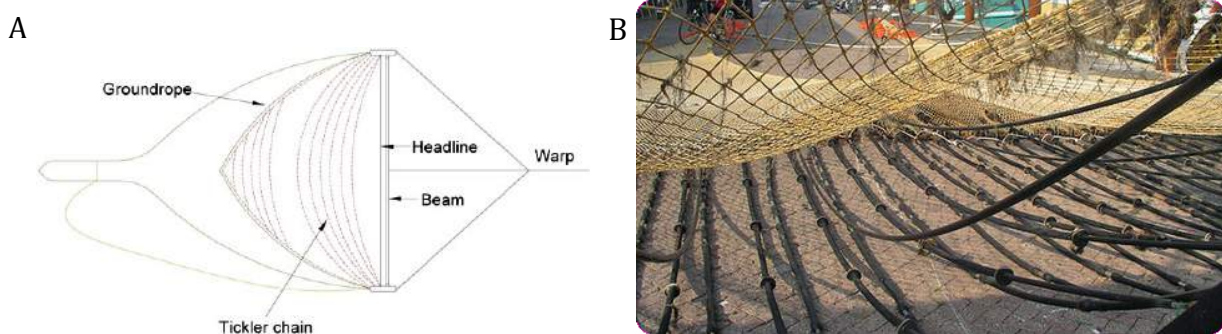 A
B
Groundrope
Headline
Warp
Beam
Tickler chain